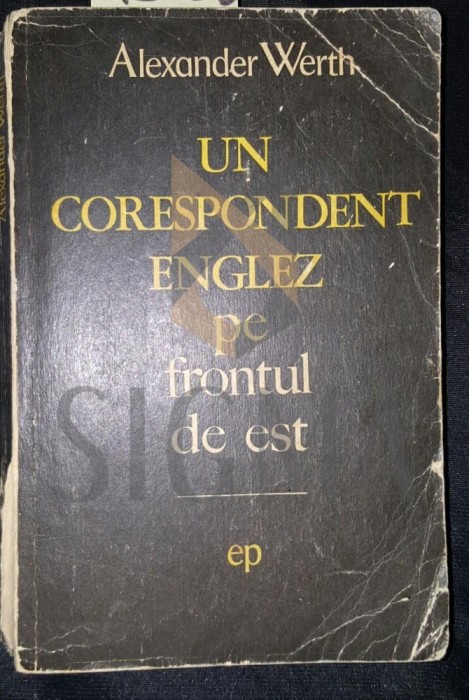 Alexander Werth
UN
CORESPONDENT
ENGLEZ
pe
frontul
de est
ep